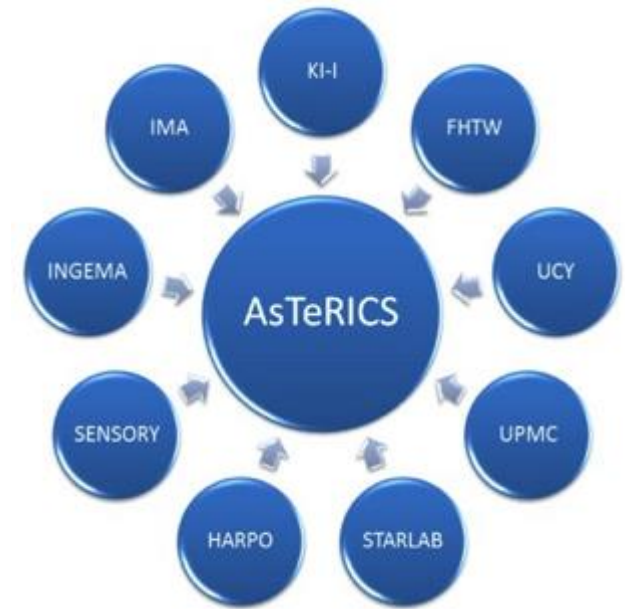 KI-I
FHTW
UCY
UPMC
STARLAB
HARPO
SENSORY
INGEMA
IMA
AsTeRICS